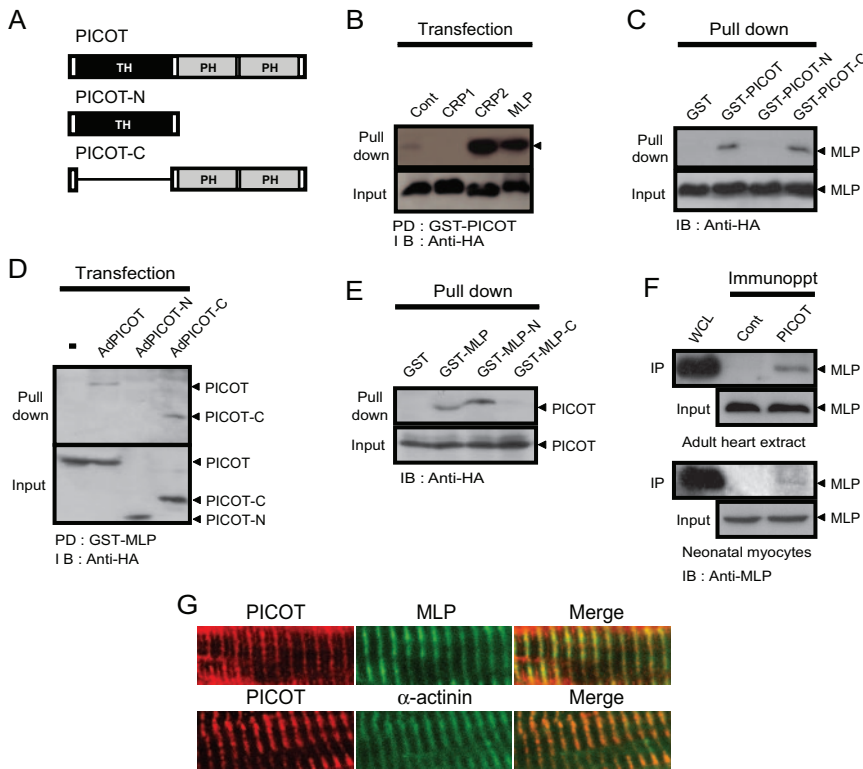 A
PICOT
TH PH PH
PICOT-N
TH
PICOT-C
PH PH
B
Transfection
Cont CRP1 CRP2 MLP
Pull
down
Input
PD : GST-PICOT
I B : Anti-HA
C
Pull down
GST GST-PICOT GST-PICOT-N GST-PICOT-C
Pull
down
MLP
Input
MLP
IB : Anti-HA
D
Transfection
- AdPICOT AdPICOT-N AdPICOT-C
Pull
down
PICOT
PICOT-C
Input
PICOT
PICOT-C
PICOT-N
PD : GST-MLP
I B : Anti-HA
E
Pull down
GST GST-MLP GST-MLP-N GST-MLP-C
Pull
down
PICOT
Input
PICOT
IB : Anti-HA
F
Immunoppt
WCL Cont PICOT
IP MLP
Input MLP
Adult heart extract
IP MLP
Input MLP
Neonatal myocytes
IB : Anti-MLP
G
PICOT MLP Merge
PICOT α-actinin Merge